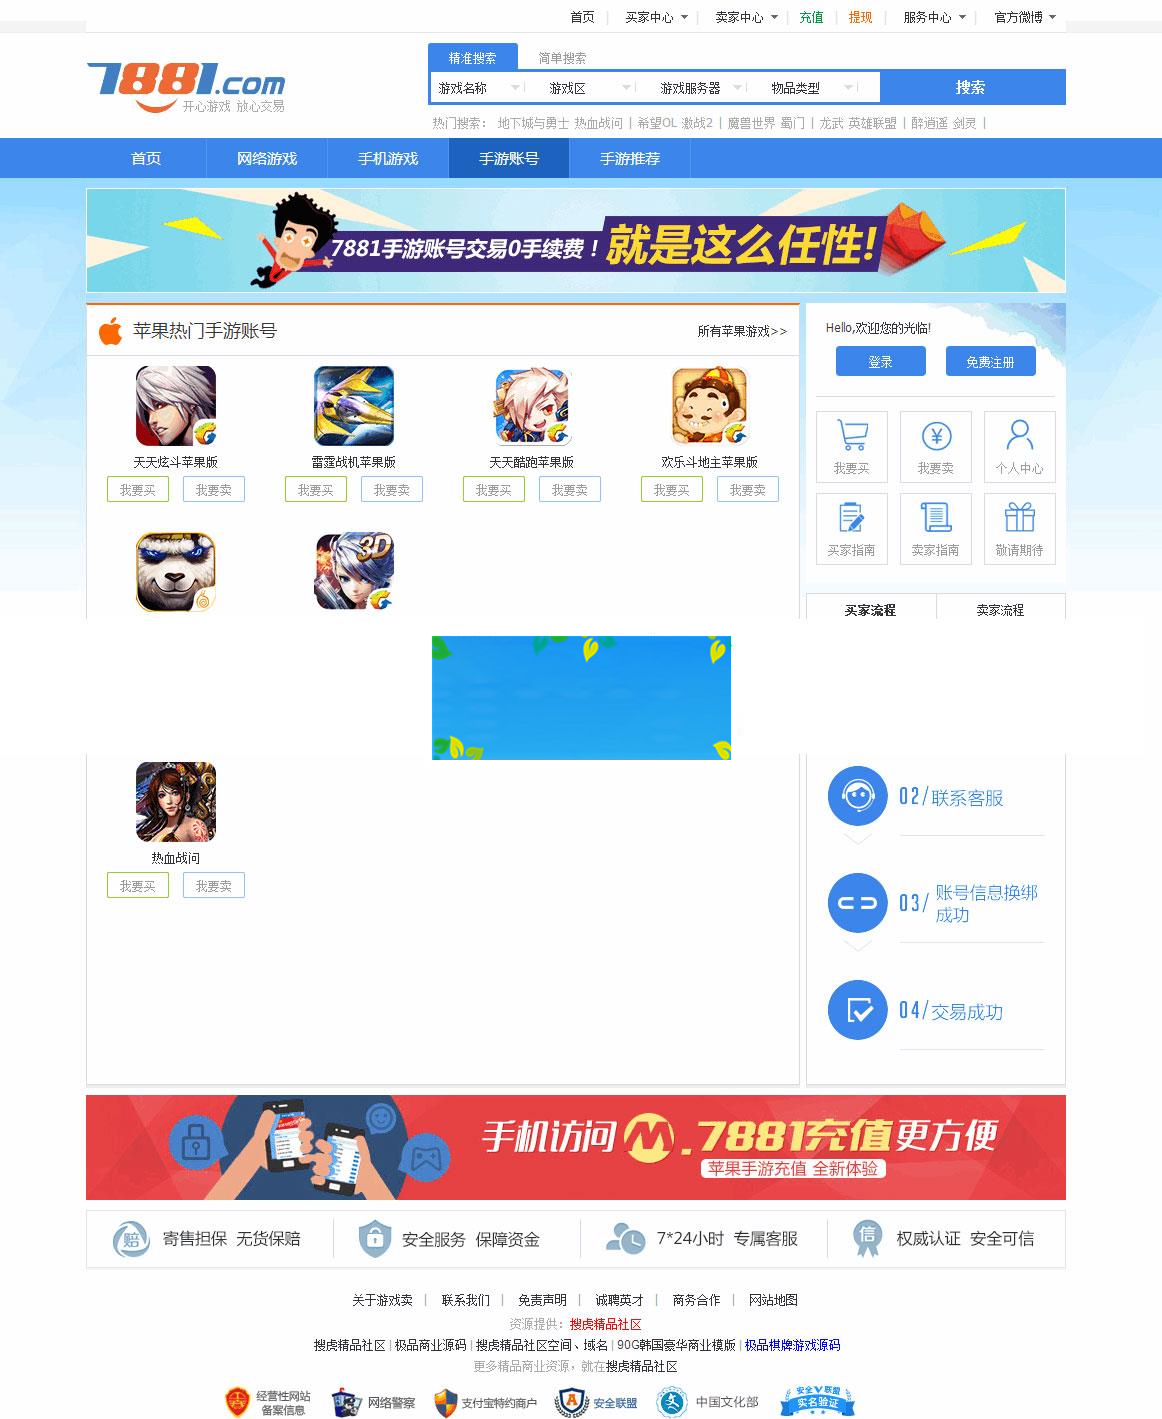 首页 买家中心 卖家中心 充值 提现 服务中心 官方微博
7881.com
开心游戏 放心交易
精准搜索 简单搜索
游戏名称 游戏区 游戏服务器 物品类型 搜索
热门搜索： 地下城与勇士 热血战问 | 希望OL 激战2 | 魔兽世界 蜀门 | 龙武 英雄联盟 | 醉逍遥 剑灵 |
首页 网络游戏 手机游戏 手游账号 手游推荐
7881手游账号交易0手续费！就是这么任性!
苹果热门手游账号 所有苹果游戏>>
天天炫斗苹果版 雷霆战机苹果版 天天酷跑苹果版 欢乐斗地主苹果版
我要买 我要卖 我要买 我要卖 我要买 我要卖 我要买 我要卖
3D
热血战问
我要买 我要卖
Hello,欢迎您的光临!
登录 免费注册
我要买 我要卖 个人中心
买家指南 卖家指南 敬请期待
买家流程 卖家流程
02/联系客服
03/账号信息换绑
成功
04/交易成功
手机访问M.7881充值更方便
苹果手游充值 全新体验
赔 寄售担保 无货保赔 安全服务 保障资金 7*24小时 专属客服 信 权威认证 安全可信
关于游戏卖 | 联系我们 | 免责声明 | 诚聘英才 | 商务合作 | 网站地图
资源提供：搜虎精品社区
搜虎精品社区 | 极品商业源码 | 搜虎精品社区空间、域名 | 90G韩国豪华商业模版 | 极品棋牌游戏源码
更多精品商业资源，就在搜虎精品社区
经营性网站
备案信息
网络警察 支付宝特约商户 安全联盟 中国文化部
安全V联盟
实名验证